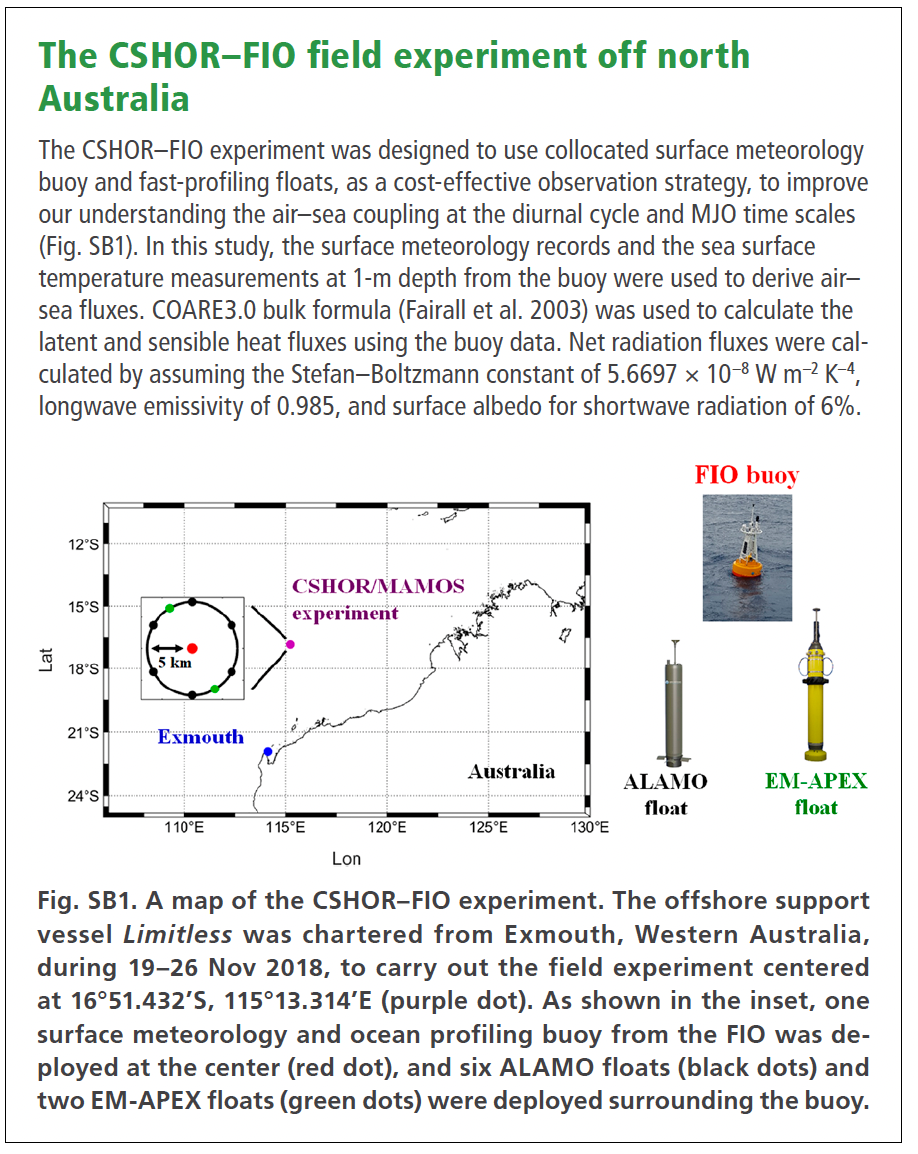 The CSHOR–FIO field experiment off north
Australia
The CSHOR–FIO experiment was designed to use collocated surface meteorology
buoy and fast-profiling floats, as a cost-effective observation strategy, to improve
our understanding the air–sea coupling at the diurnal cycle and MJO time scales
(Fig. SB1). In this study, the surface meteorology records and the sea surface
temperature measurements at 1-m depth from the buoy were used to derive air–
sea fluxes. COARE3.0 bulk formula (Fairall et al. 2003) was used to calculate the
latent and sensible heat fluxes using the buoy data. Net radiation fluxes were cal-
culated by assuming the Stefan–Boltzmann constant of 5.6697 × 10⁻⁸ W m⁻² K⁻⁴,
longwave emissivity of 0.985, and surface albedo for shortwave radiation of 6%.
FIO buoy
12°S
15°S
18°S
21°S
24°S
Lat
CSHOR/MAMOS
experiment
5 km
Exmouth
Australia
110°E 115°E 120°E 125°E 130°E
Lon
ALAMO
float
EM-APEX
float
Fig. SB1. A map of the CSHOR–FIO experiment. The offshore support
vessel Limitless was chartered from Exmouth, Western Australia,
during 19–26 Nov 2018, to carry out the field experiment centered
at 16°51.432′S, 115°13.314′E (purple dot). As shown in the inset, one
surface meteorology and ocean profiling buoy from the FIO was de-
ployed at the center (red dot), and six ALAMO floats (black dots) and
two EM-APEX floats (green dots) were deployed surrounding the buoy.